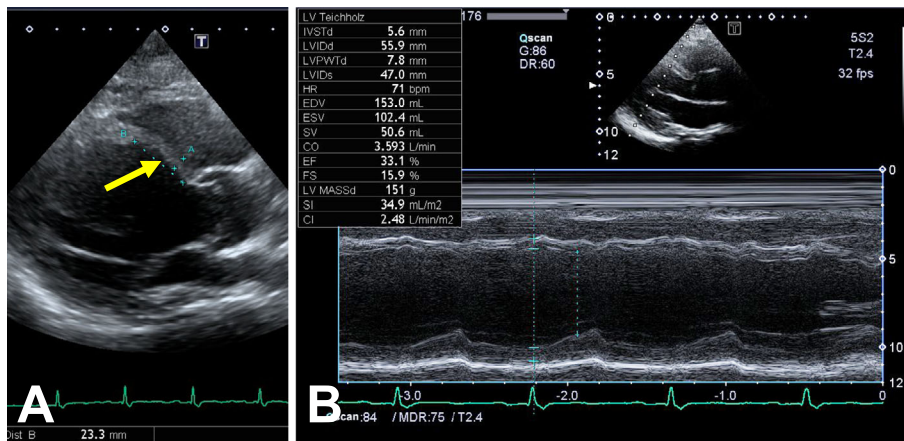 T
B
A
A
Dist B 23.3 mm
LV Teichholz
IVSTd 5.6 mm
LVIDd 55.9 mm
LVPWTd 7.8 mm
LVIDs 47.0 mm
HR 71 bpm
EDV 153.0 mL
ESV 102.4 mL
SV 50.6 mL
CO 3.593 L/min
EF 33.1 %
FS 15.9 %
LV MASSd 151 g
SI 34.9 mL/m2
CI 2.48 L/min/m2
176
Qscan
G:86
DR:60
0
5
10
12
T
5S2
T2.4
32 fps
0
5
10
12
-3.0
-2.0
-1.0
0
B
Qscan:84 /MDR:75 /T2.4